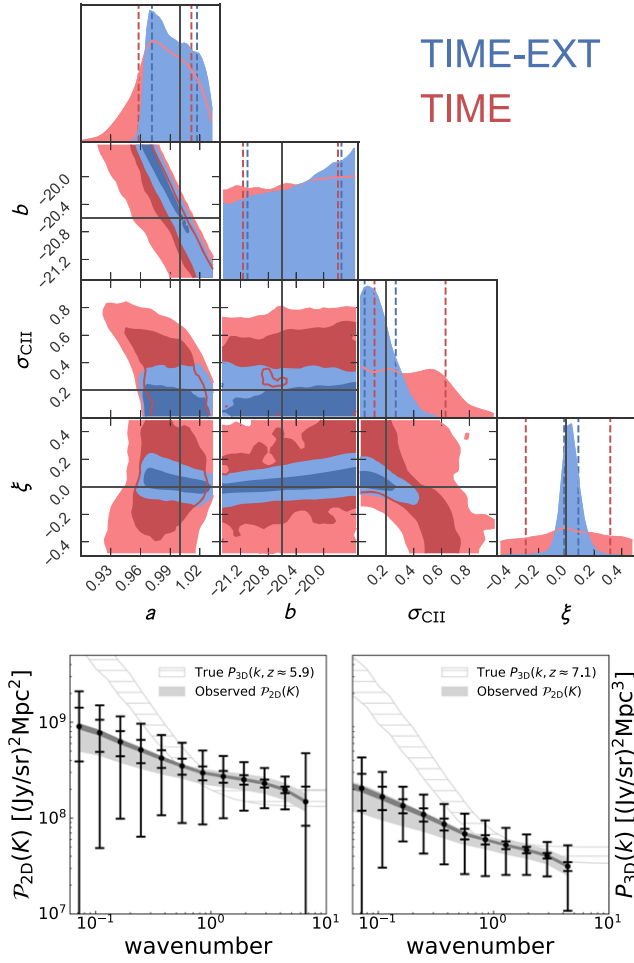 TIME-EXT
TIME
b
−20.0
−20.4
−20.8
−21.2
σCII
0.8
0.6
0.4
0.2
ξ
0.4
0.2
0.0
−0.2
−0.4
0.93
0.96
0.99
1.02
−21.2
−20.8
−20.4
−20.0
0.2
0.4
0.6
0.8
−0.4
−0.2
0.0
0.2
0.4
a
b
σCII
ξ
True P3D(k, z ≈ 5.9)
Observed 𝒫2D(K)
True P3D(k, z ≈ 7.1)
Observed 𝒫2D(K)
𝒫2D(K) [(Jy/sr)²Mpc²]
P3D(k) [(Jy/sr)²Mpc³]
10⁹
10⁸
10⁷
10⁻¹
10⁰
10¹
10⁻¹
10⁰
10¹
wavenumber
wavenumber